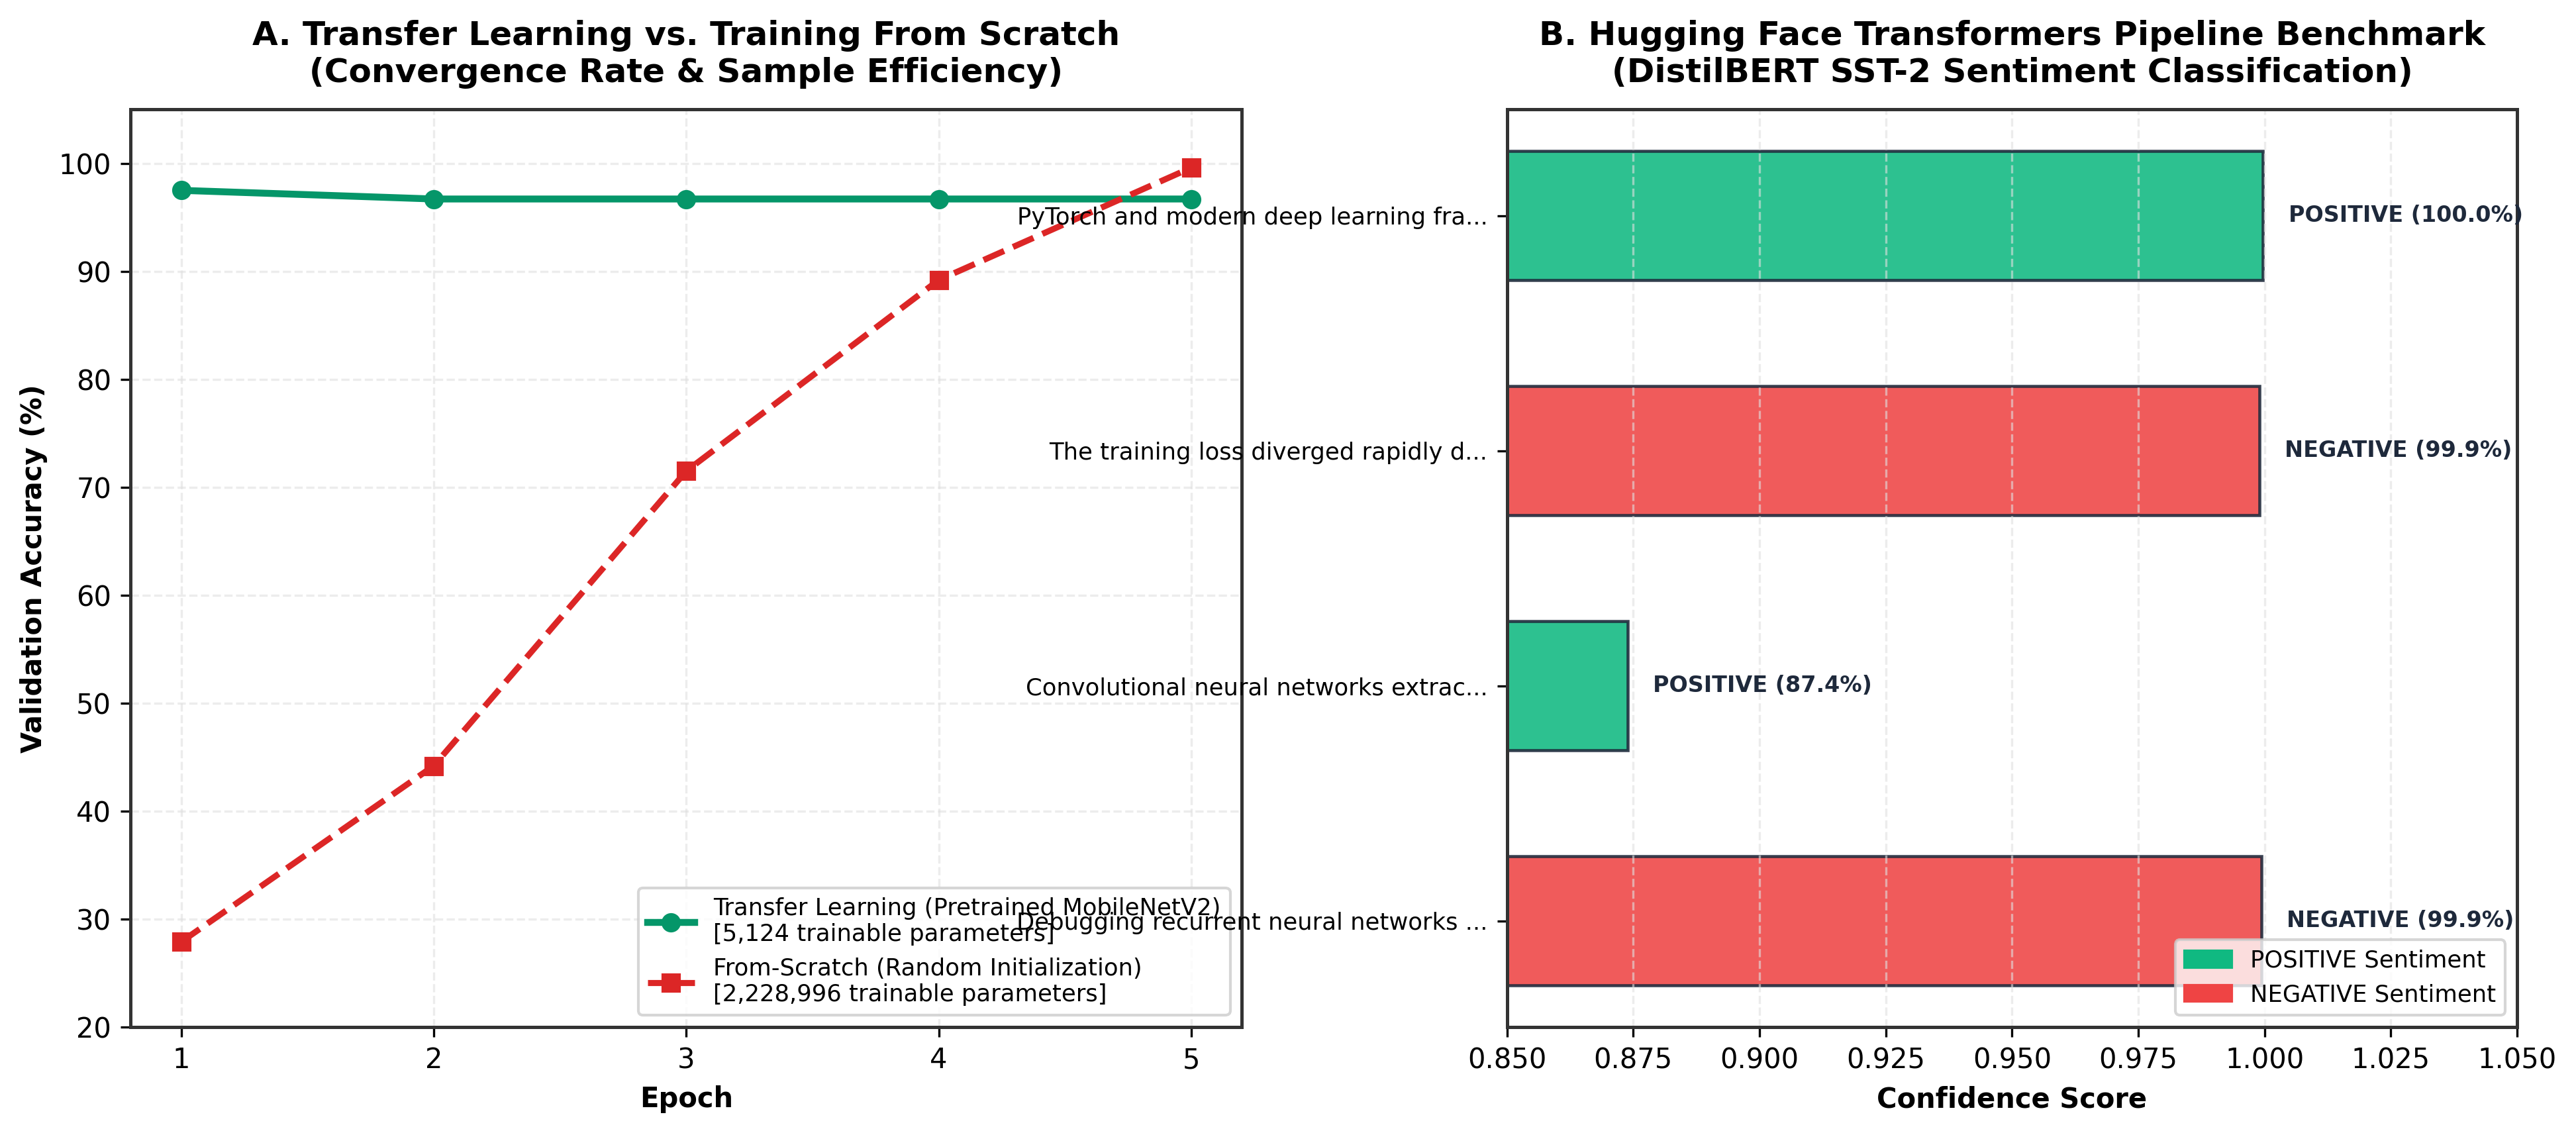 A. Transfer Learning vs. Training From Scratch
(Convergence Rate & Sample Efficiency)
Validation Accuracy (%)
100
90
80
70
60
50
40
30
20
1
2
3
4
5
Epoch
Transfer Learning (Pretrained MobileNetV2)
[5,124 trainable parameters]
From-Scratch (Random Initialization)
[2,228,996 trainable parameters]
B. Hugging Face Transformers Pipeline Benchmark
(DistilBERT SST-2 Sentiment Classification)
PyTorch and modern deep learning fra...
POSITIVE (100.0%)
The training loss diverged rapidly d...
NEGATIVE (99.9%)
Convolutional neural networks extrac...
POSITIVE (87.4%)
Debugging recurrent neural networks ...
NEGATIVE (99.9%)
POSITIVE Sentiment
NEGATIVE Sentiment
0.850
0.875
0.900
0.925
0.950
0.975
1.000
1.025
1.050
Confidence Score